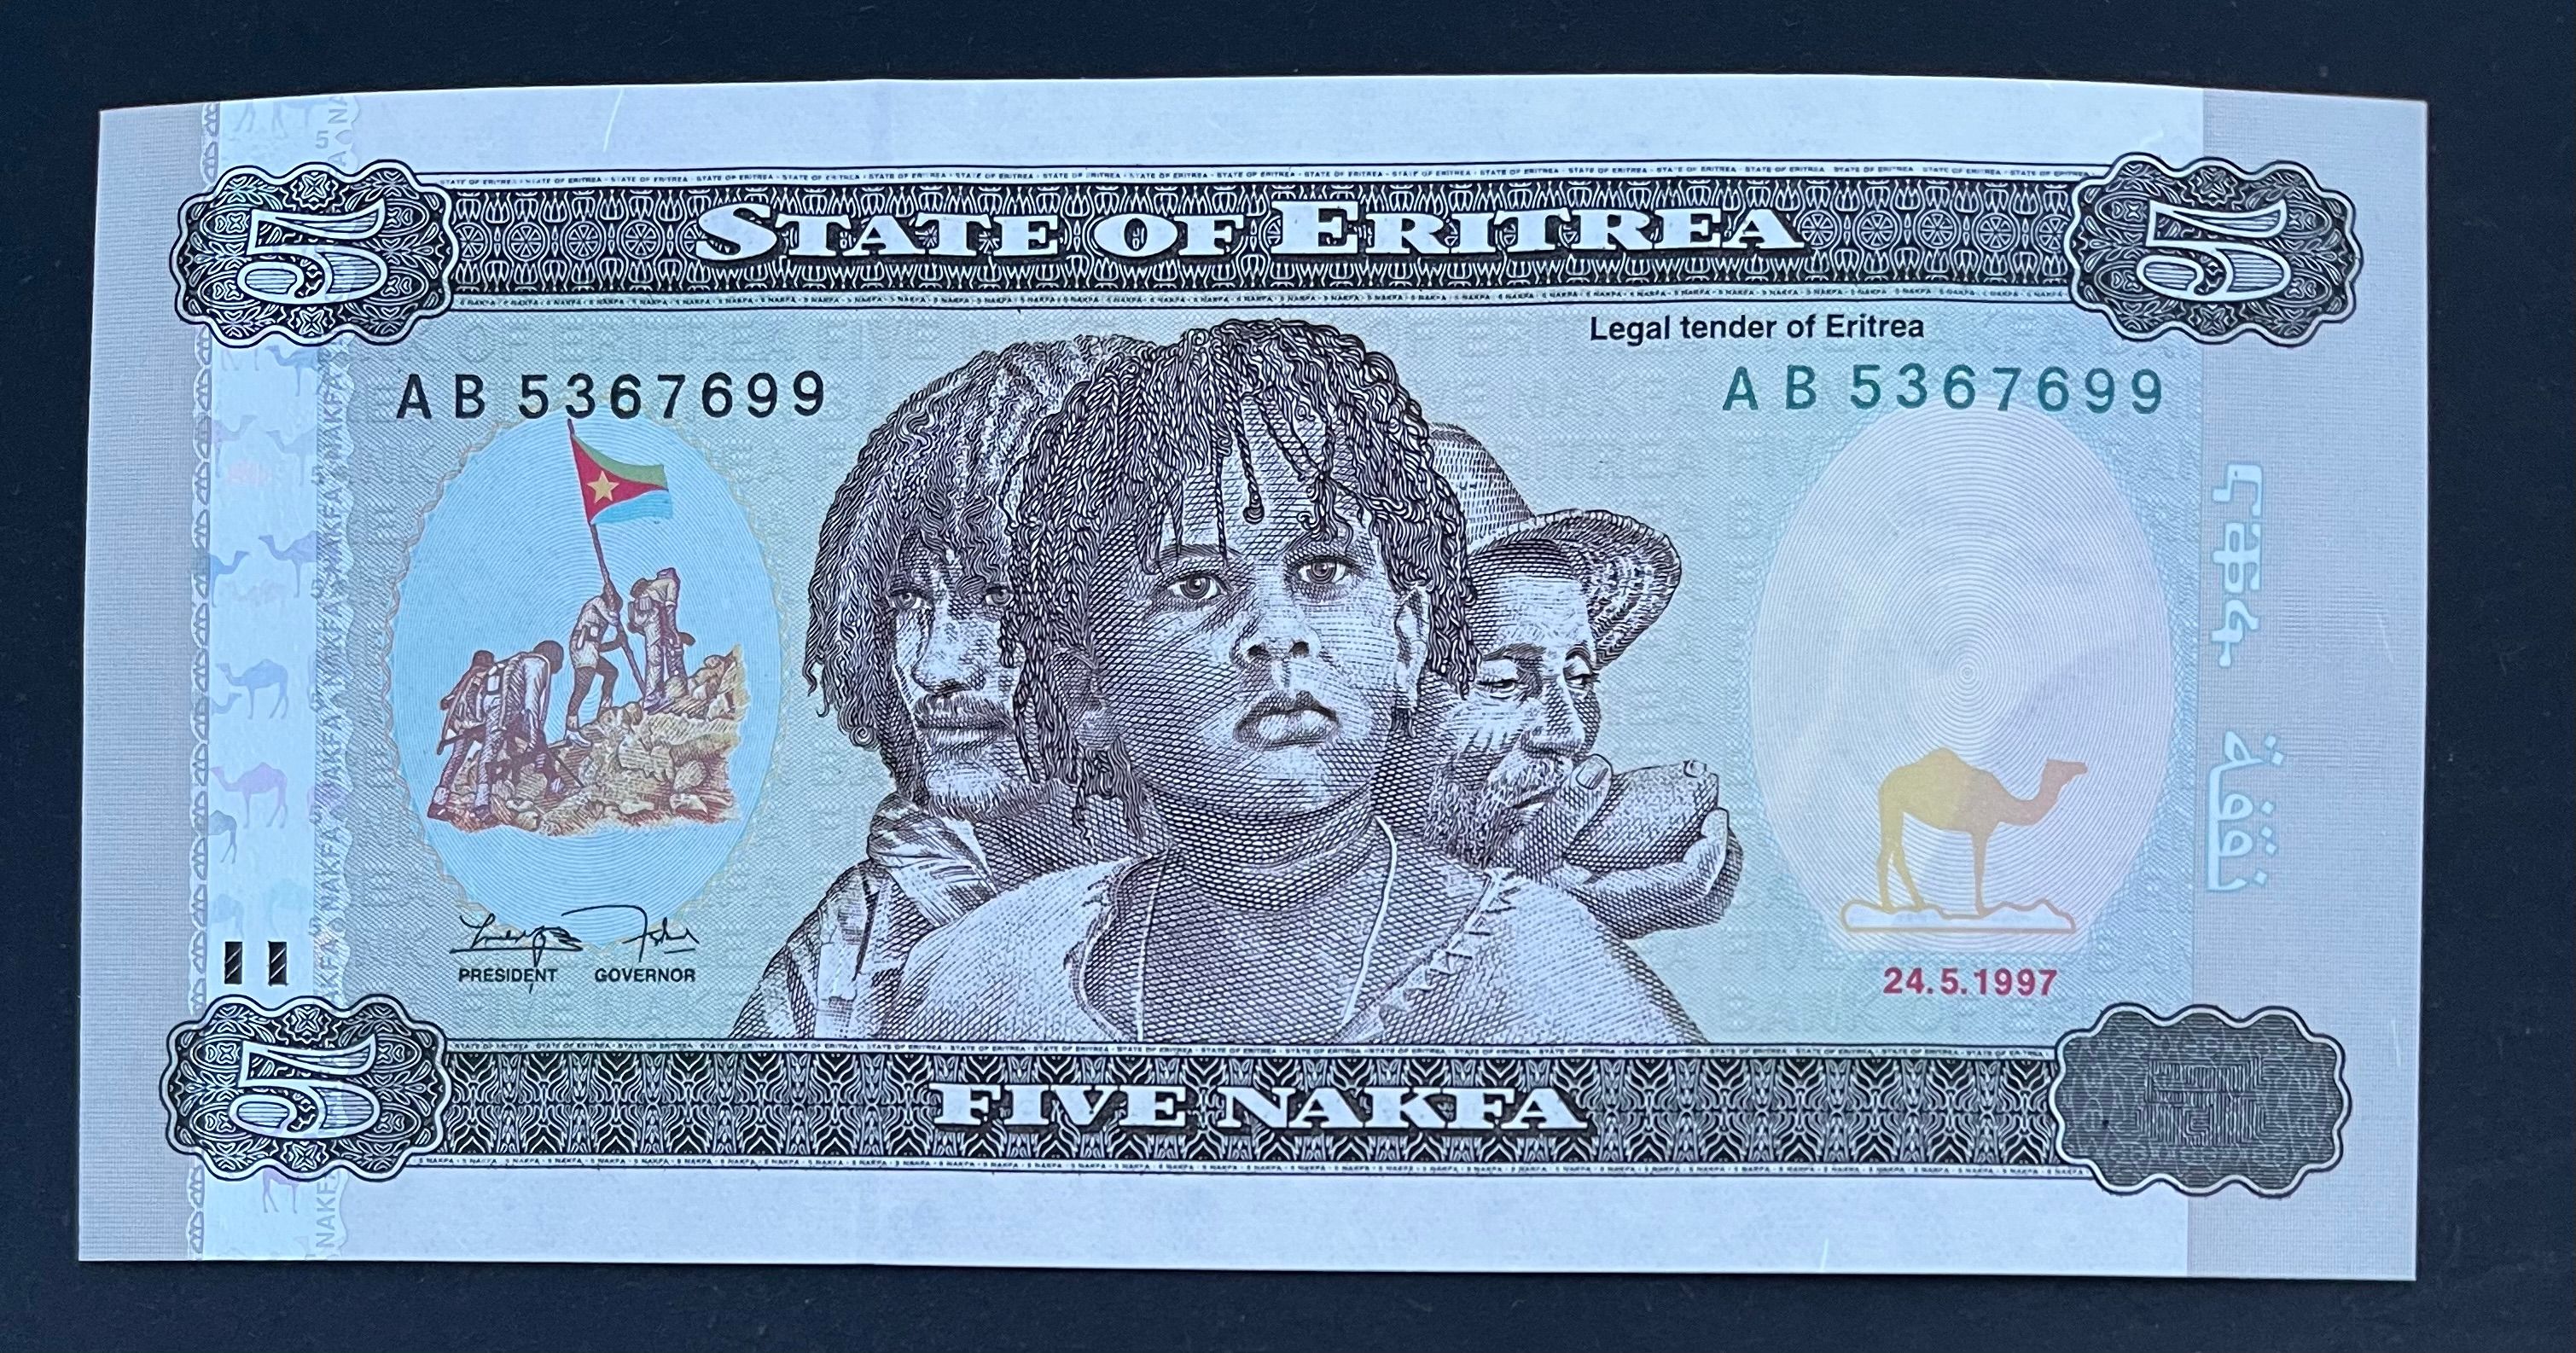 STATE OF ERITREA
5
5
Legal tender of Eritrea
AB 5367699
AB 5367699
ናቕፋ
نقفة
PRESIDENT GOVERNOR
24.5.1997
5
FIVE NAKFA